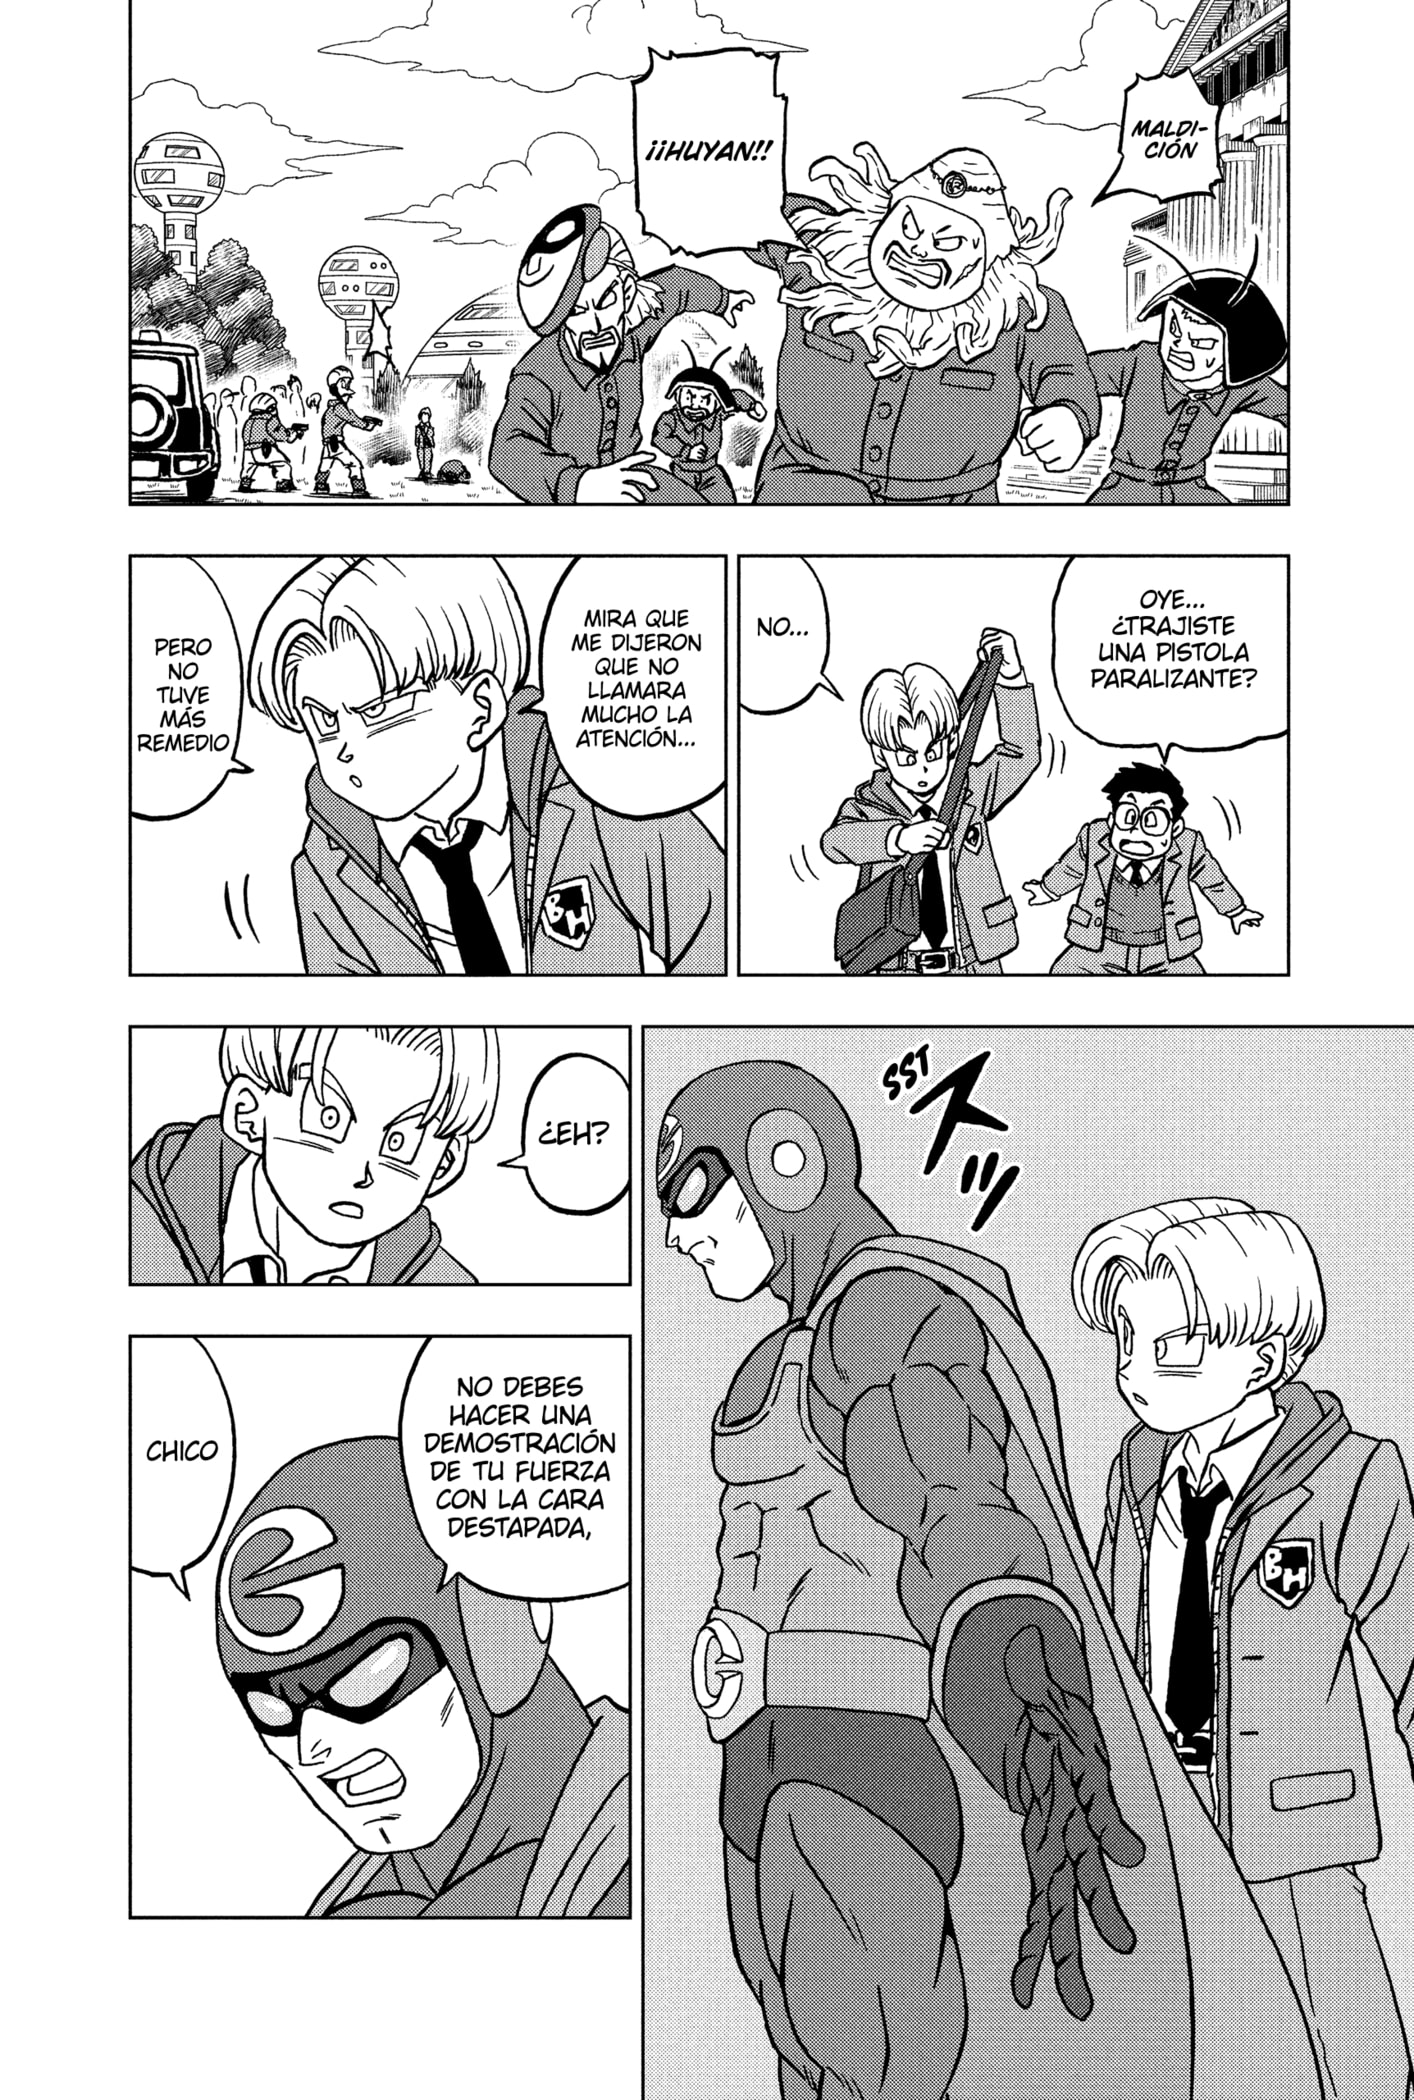 MALDI-
CIÓN
¡¡HUYAN!!
OYE...
¿TRAJISTE
UNA PISTOLA
PARALIZANTE?
NO...
MIRA QUE
ME DIJERON
QUE NO
LLAMARA
MUCHO LA
ATENCIÓN...
PERO
NO
TUVE
MÁS
REMEDIO
BH
SST
スッ
BH
¿EH?
NO DEBES
HACER UNA
DEMOSTRACIÓN
DE TU FUERZA
CON LA CARA
DESTAPADA,
CHICO